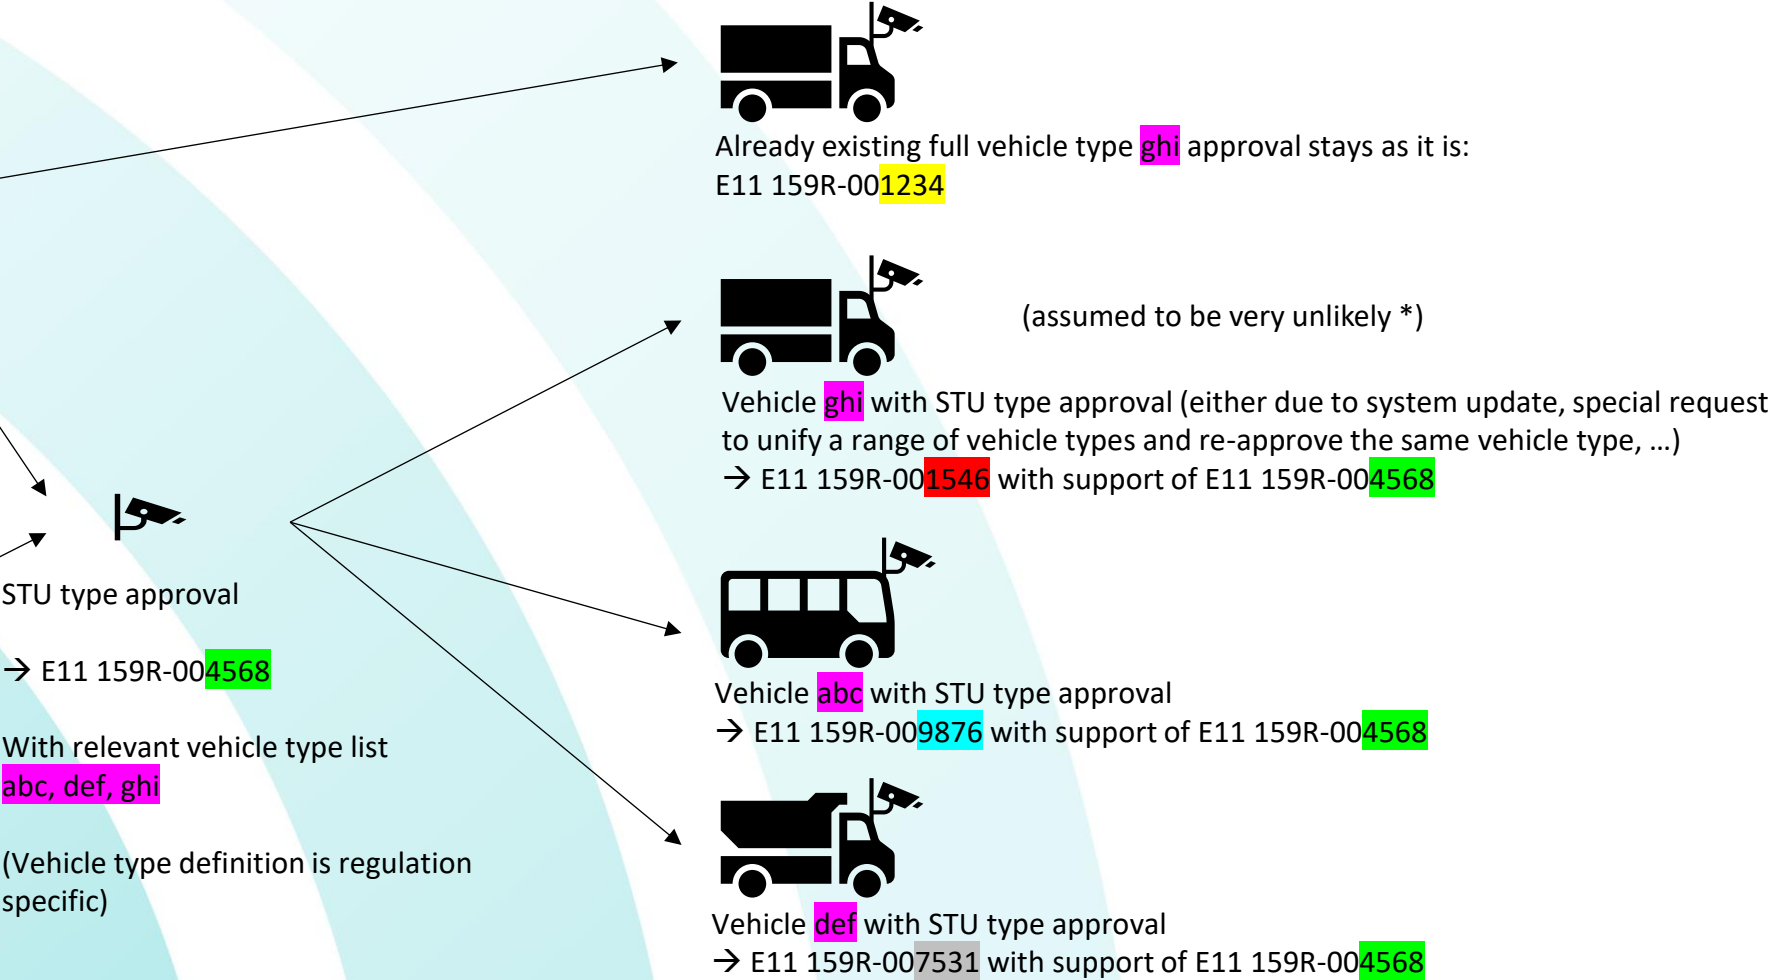 Already existing full vehicle type ghi approval stays as it is:
E11 159R-001234
(assumed to be very unlikely *)
Vehicle ghi with STU type approval (either due to system update, special request
to unify a range of vehicle types and re-approve the same vehicle type, ...)
→ E11 159R-001546 with support of E11 159R-004568
STU type approval
→ E11 159R-004568
With relevant vehicle type list
abc, def, ghi
(Vehicle type definition is regulation
specific)
Vehicle abc with STU type approval
→ E11 159R-009876 with support of E11 159R-004568
Vehicle def with STU type approval
→ E11 159R-007531 with support of E11 159R-004568